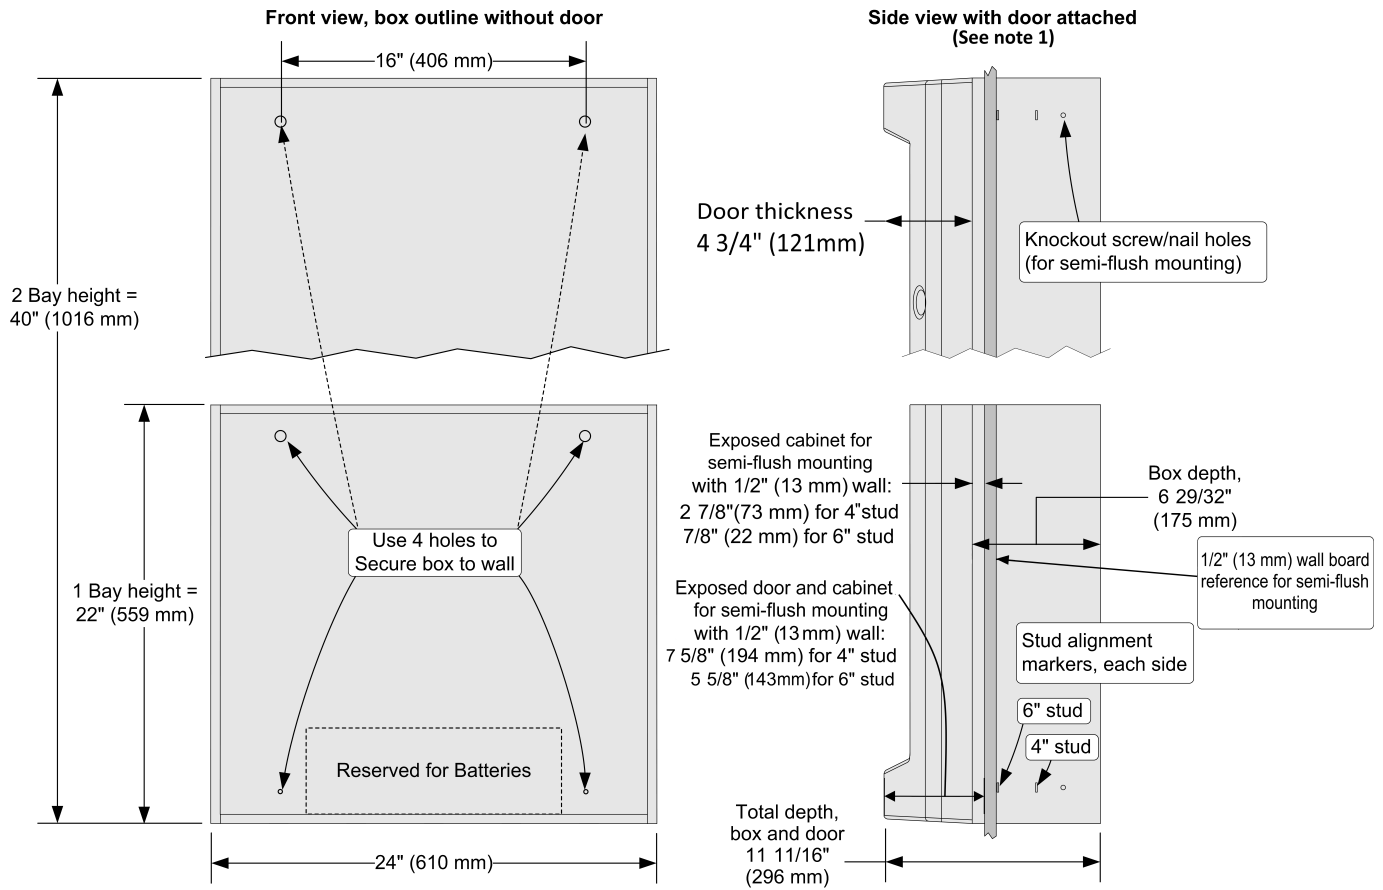 Front view, box outline without door
16" (406 mm)
2 Bay height =
40" (1016 mm)
1 Bay height =
22" (559 mm)
Use 4 holes to
Secure box to wall
Reserved for Batteries
24" (610 mm)
Side view with door attached
(See note 1)
Door thickness
4 3/4" (121mm)
Knockout screw/nail holes
(for semi-flush mounting)
Exposed cabinet for
semi-flush mounting
with 1/2" (13 mm) wall:
2 7/8"(73 mm) for 4"stud
7/8" (22 mm) for 6" stud
Box depth,
6 29/32"
(175 mm)
1/2" (13 mm) wall board
reference for semi-flush
mounting
Exposed door and cabinet
for semi-flush mounting
with 1/2" (13mm) wall:
7 5/8" (194 mm) for 4" stud
5 5/8" (143mm)for 6" stud
Stud alignment
markers, each side
6" stud
4" stud
Total depth,
box and door
11 11/16"
(296 mm)